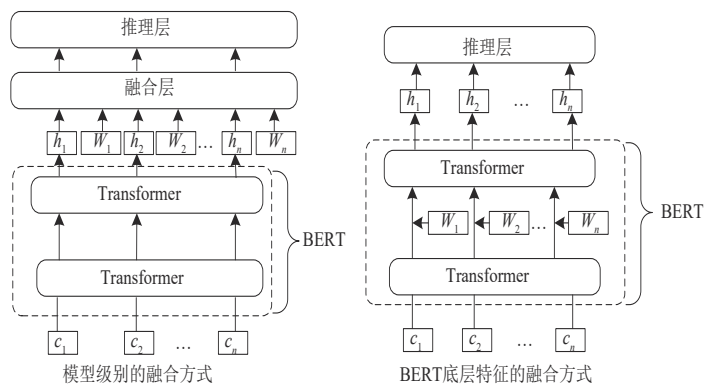 推理层
融合层
h1 W1 h2 W2 … hn Wn
Transformer
Transformer
BERT
c1 c2 … cn
模型级别的融合方式
推理层
h1 h2 … hn
Transformer
W1 W2 … Wn
Transformer
BERT
c1 c2 … cn
BERT底层特征的融合方式